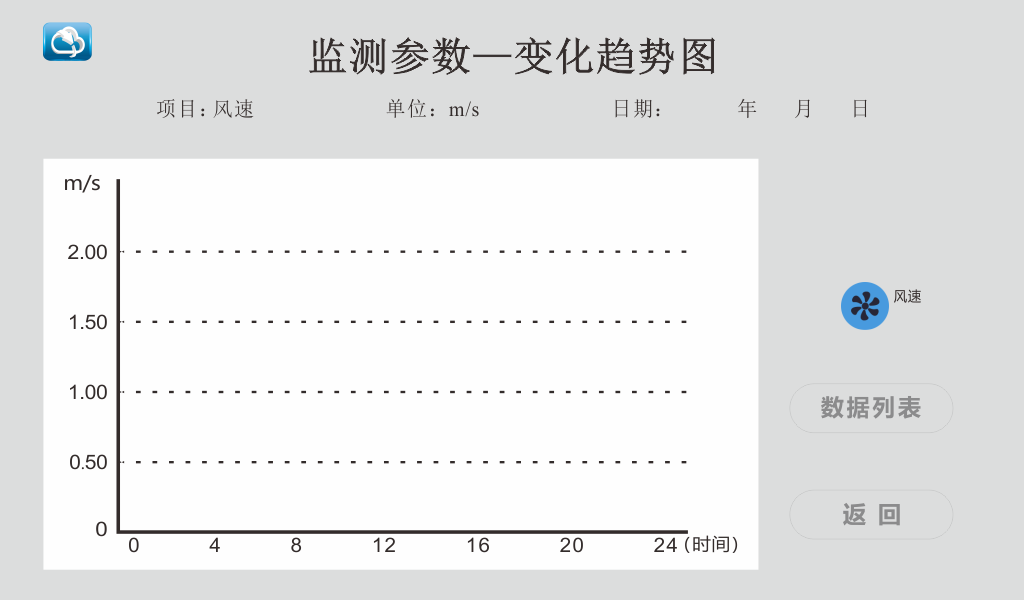 监测参数—变化趋势图
项目：风速 单位：m/s 日期： 年 月 日
m/s
2.00
1.50
1.00
0.50
0
0 4 8 12 16 20 24（时间）
风速
数据列表
返 回